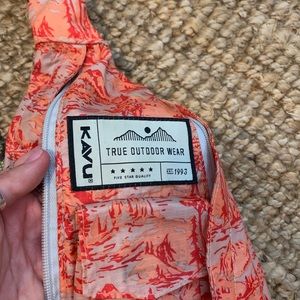 KAVU®
TRUE OUTDOOR WEAR
★ ★ ★ ★ ★
FIVE STAR QUALITY
EST 1993